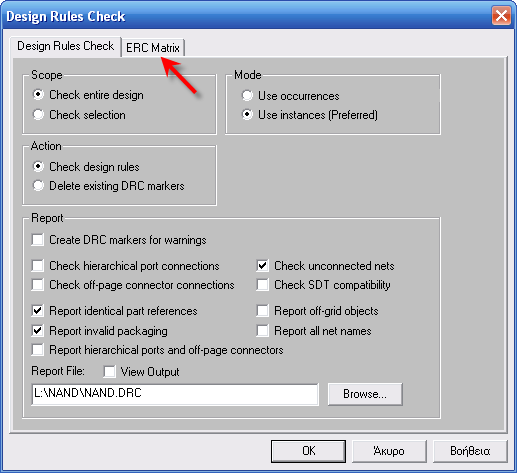 Design Rules Check
Design Rules Check ERC Matrix
Scope Mode
Check entire design Use occurrences
Check selection Use instances (Preferred)
Action
Check design rules
Delete existing DRC markers
Report
Create DRC markers for warnings
Check hierarchical port connections Check unconnected nets
Check off-page connector connections Check SDT compatibility
Report identical part references Report off-grid objects
Report invalid packaging Report all net names
Report hierarchical ports and off-page connectors
Report File: View Output
L:\NAND\NAND.DRC Browse...
OK Άκυρο Βοήθεια